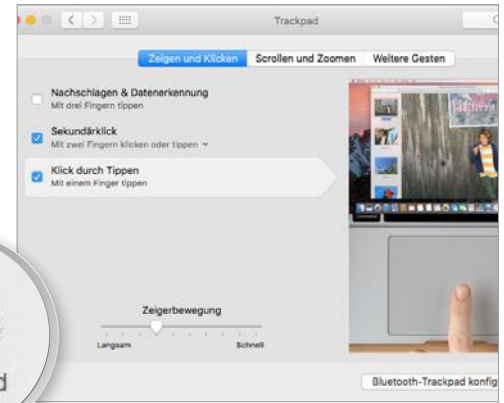 Trackpad
Zeigen und Klicken
Scrollen und Zoomen
Weitere Gesten
Nachschlagen & Datenerkennung
Mit drei Fingern tippen
Sekundärklick
Mit zwei Fingern klicken oder tippen
Klick durch Tippen
Mit einem Finger tippen
Zeigerbewegung
Langsam
Schnell
Bluetooth-Trackpad konfig